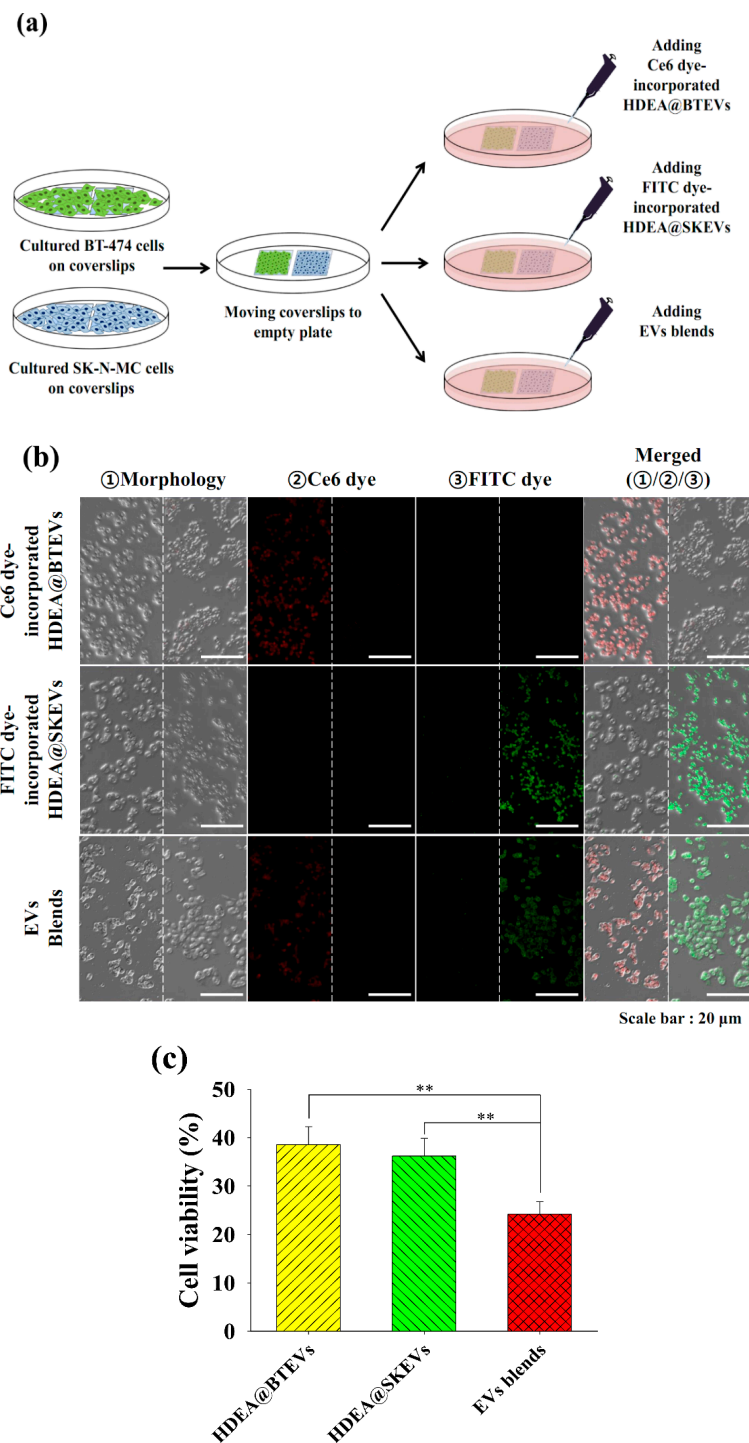 (a)
Adding
Ce6 dye-
incorporated
HDEA@BTEVs
Adding
FITC dye-
incorporated
HDEA@SKEVs
Adding
EVs blends
Cultured BT-474 cells
on coverslips
Moving coverslips to
empty plate
Cultured SK-N-MC cells
on coverslips
(b)
①Morphology
②Ce6 dye
③FITC dye
Merged
(①/②/③)
Ce6 dye-
incorporated
HDEA@BTEVs
FITC dye-
incorporated
HDEA@SKEVs
EVs
Blends
Scale bar : 20 μm
(c)
Cell viability (%)
50
40
30
20
10
0
**
**
HDEA@BTEVs
HDEA@SKEVs
EVs blends